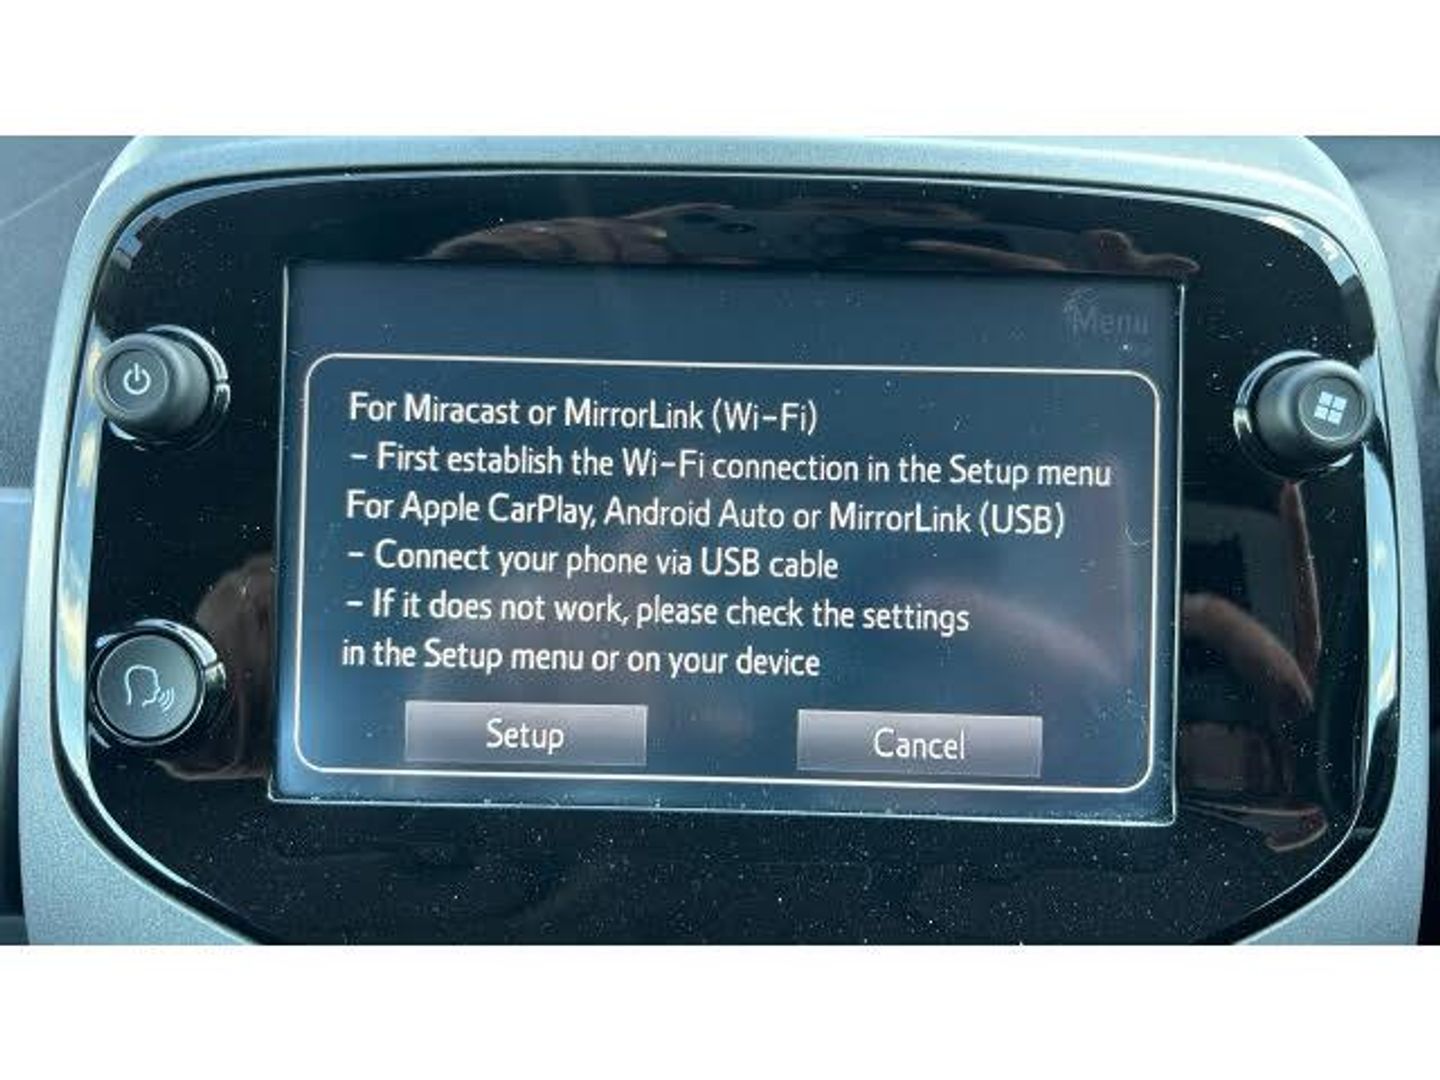 Menu
For Miracast or MirrorLink (Wi-Fi)
- First establish the Wi-Fi connection in the Setup menu
For Apple CarPlay, Android Auto or MirrorLink (USB)
- Connect your phone via USB cable
- If it does not work, please check the settings
in the Setup menu or on your device
Setup
Cancel